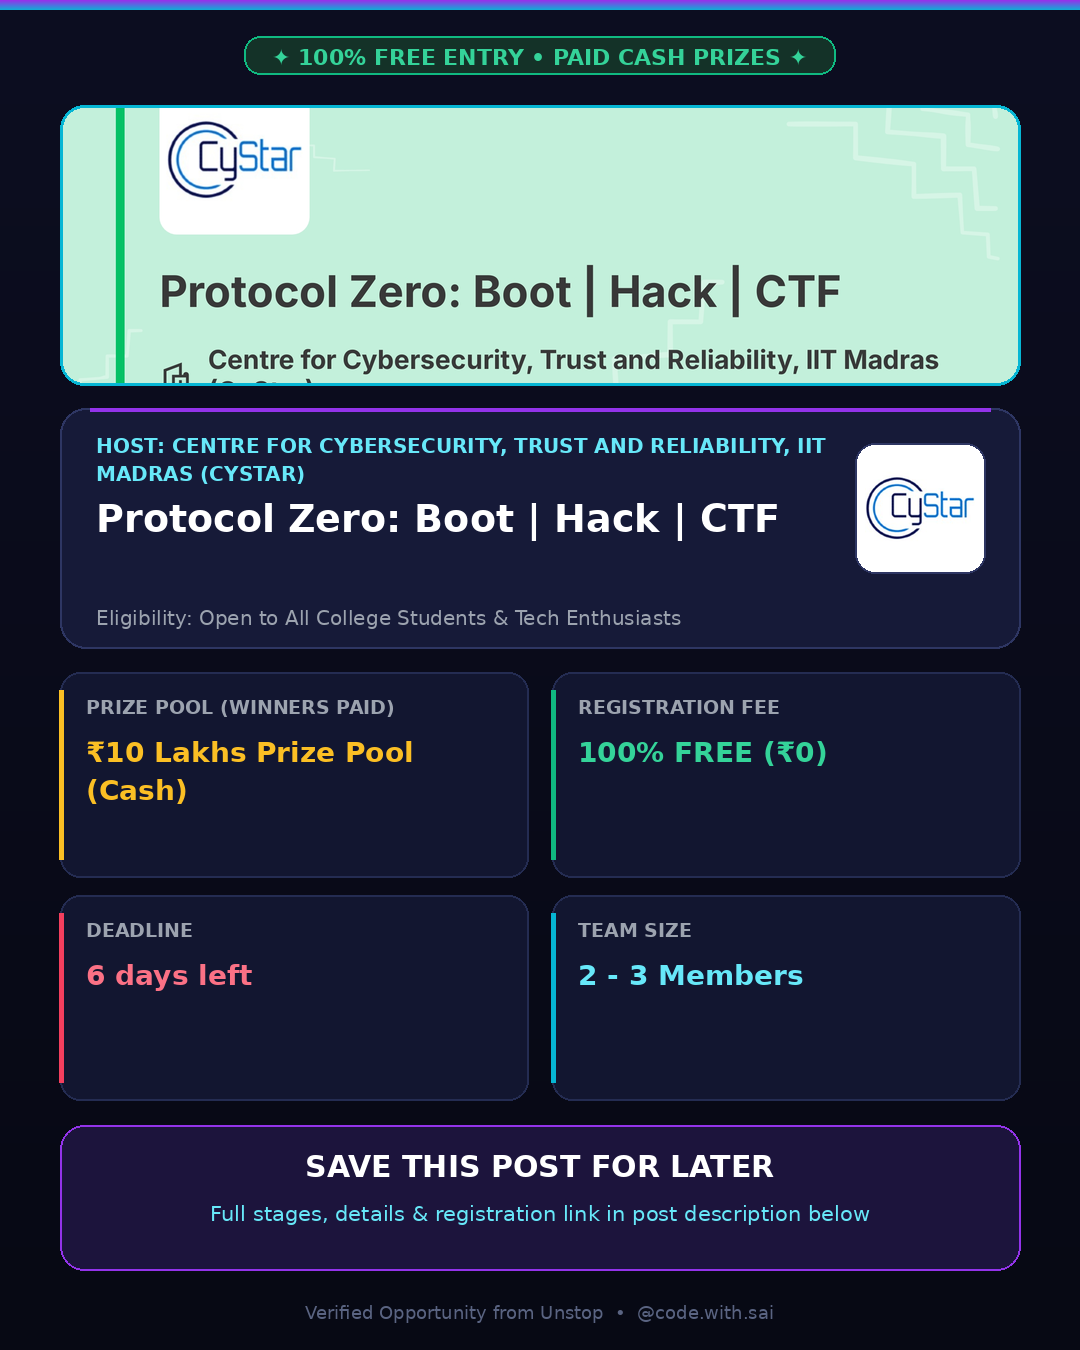 ✦ 100% FREE ENTRY • PAID CASH PRIZES ✦
CyStar
Protocol Zero: Boot | Hack | CTF
Centre for Cybersecurity, Trust and Reliability, IIT Madras
HOST: CENTRE FOR CYBERSECURITY, TRUST AND RELIABILITY, IIT
MADRAS (CYSTAR)
Protocol Zero: Boot | Hack | CTF
CyStar
Eligibility: Open to All College Students & Tech Enthusiasts
PRIZE POOL (WINNERS PAID)
₹10 Lakhs Prize Pool
(Cash)
REGISTRATION FEE
100% FREE (₹0)
DEADLINE
6 days left
TEAM SIZE
2 - 3 Members
SAVE THIS POST FOR LATER
Full stages, details & registration link in post description below
Verified Opportunity from Unstop • @code.with.sai